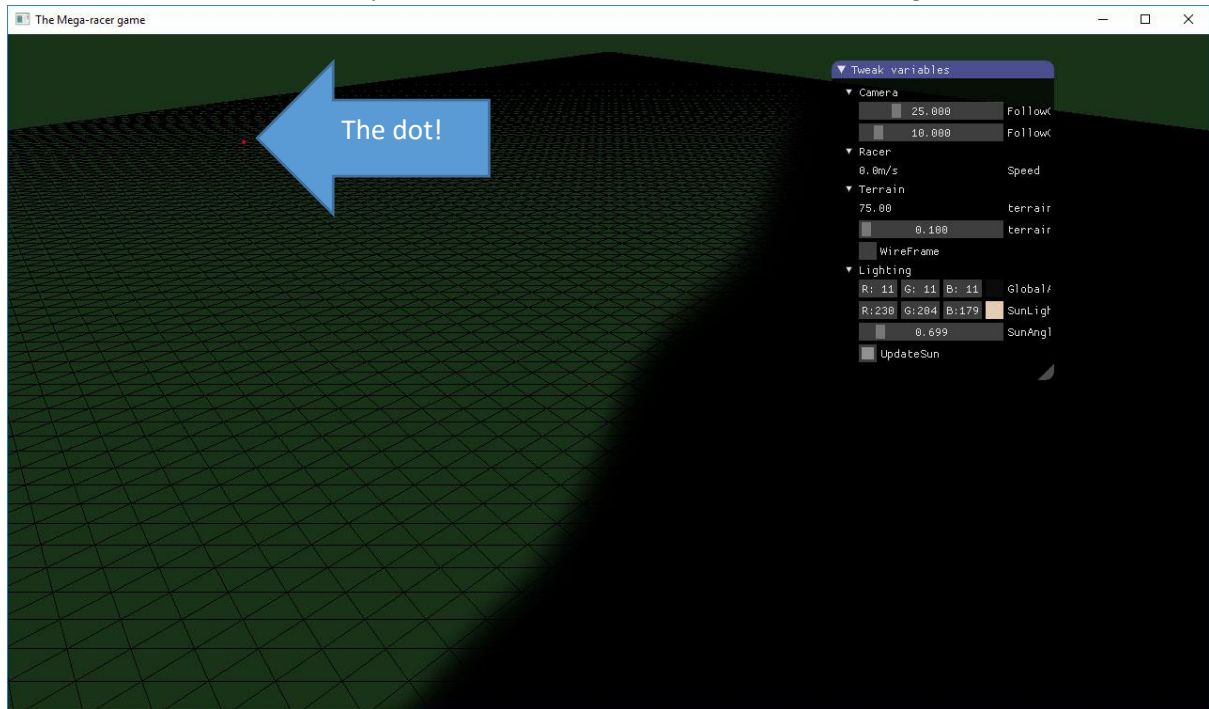 The Mega-racer game
The dot!
Tweak variables
Camera
25.000
10.000
Racer
0.0m/s Speed
Terrain
75.00
0.100
WireFrame
Lighting
R: 11 G: 11 B: 11
R:230 G:204 B:179
0.699
UpdateSun